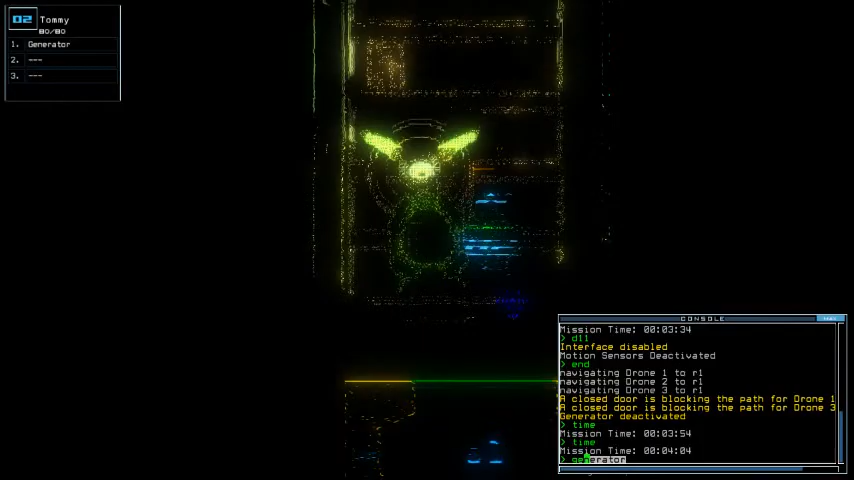 02 Tommy
80/80
1. Generator
2. ---
3. ---
CONSOLE
Mission Time: 00:03:34
> d11
Interface disabled
Motion Sensors Deactivated
> end
navigating Drone 1 to r1
navigating Drone 2 to r1
navigating Drone 3 to r1
A closed door is blocking the path for Drone 1
A closed door is blocking the path for Drone 3
Generator deactivated
> time
Mission Time: 00:03:54
> time
Mission Time: 00:04:04
> generator